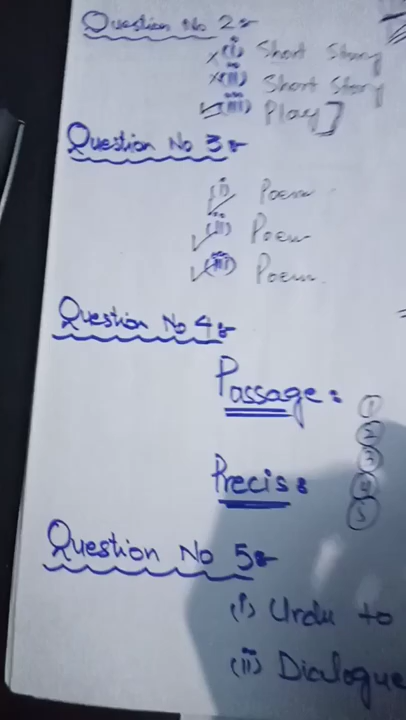 Question No 2:-
×(i) Short Story
×(ii) Short Story
✓(iii) Play]
Question No 3:-
(i) Poem
✓(ii) Poem
✓(iii) Poem
Question No 4:-
Passage:
①
②
③
Precis:
④
⑤
Question No 5:-
(i) Urdu to
(ii) Dialogue